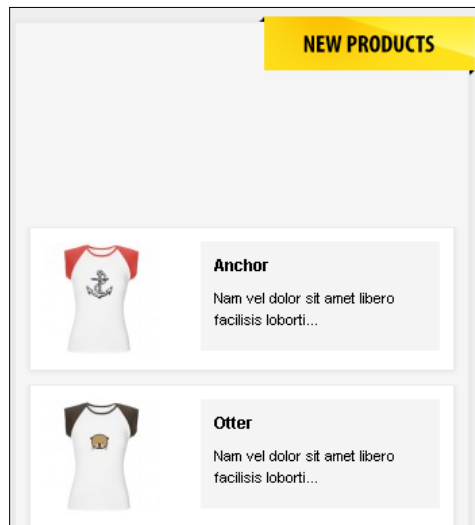 NEW PRODUCTS
Anchor
Nam vel dolor sit amet libero
facilisis loborti...
Otter
Nam vel dolor sit amet libero
facilisis loborti...